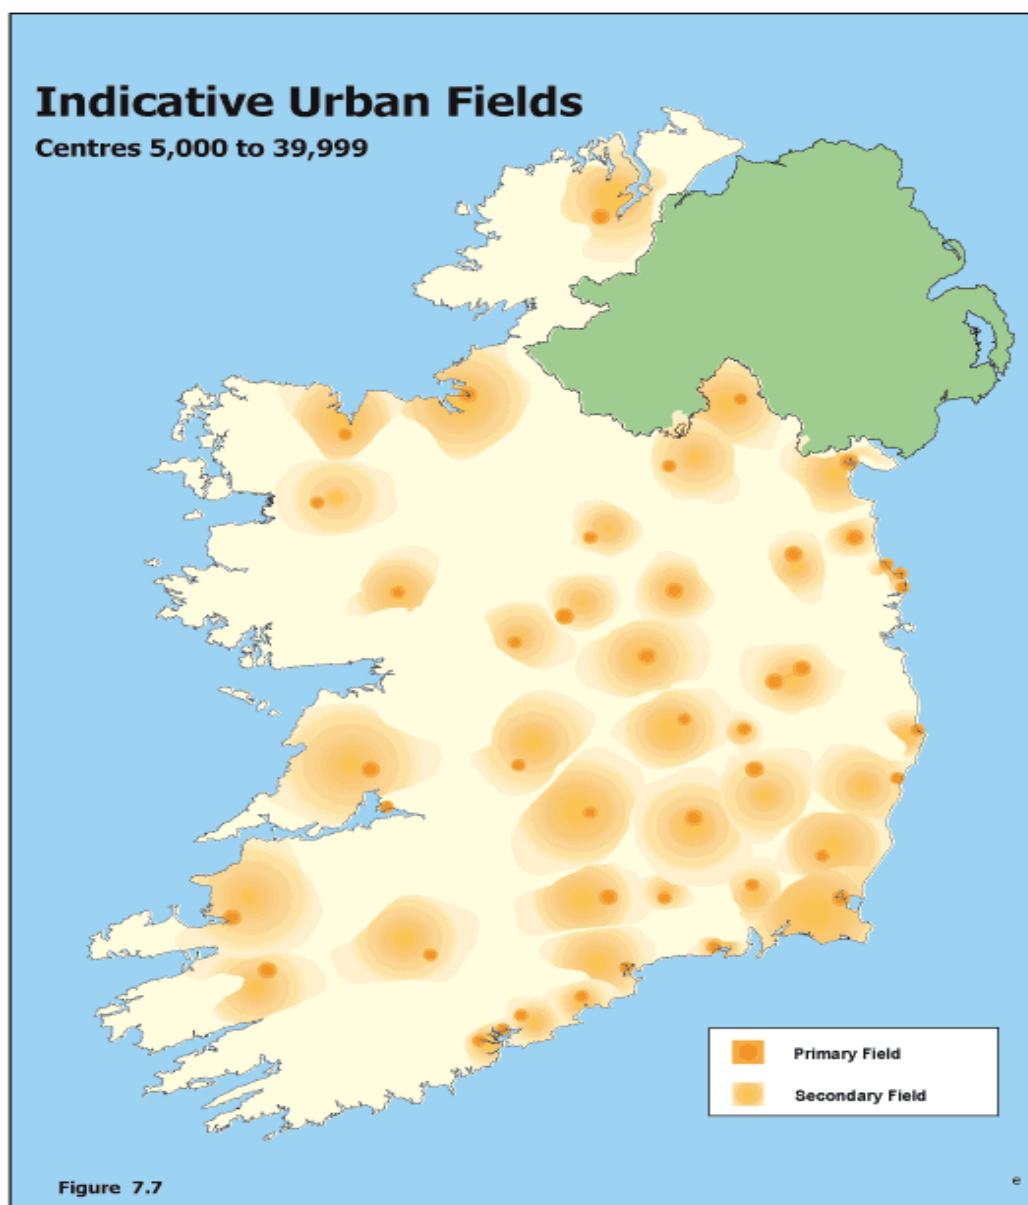 Indicative Urban Fields
Centres 5,000 to 39,999
Primary Field
Secondary Field
Figure 7.7
e